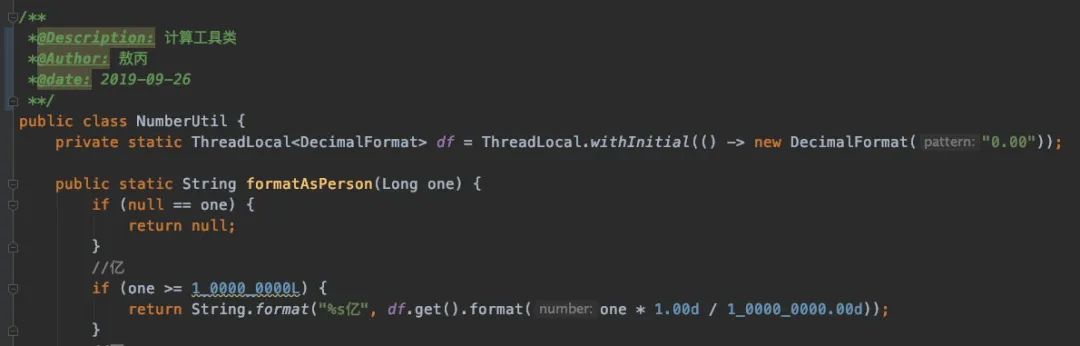 /**
 *@Description: 计算工具类
 *@Author: 敖丙
 *@date: 2019-09-26
 **/
public class NumberUtil {
    private static ThreadLocal<DecimalFormat> df = ThreadLocal.withInitial(() -> new DecimalFormat( pattern: "0.00"));
    public static String formatAsPerson(Long one) {
        if (null == one) {
            return null;
        }
        //亿
        if (one >= 1_0000_0000L) {
            return String.format("%s亿", df.get().format( number: one * 1.00d / 1_0000_0000.00d));
        }